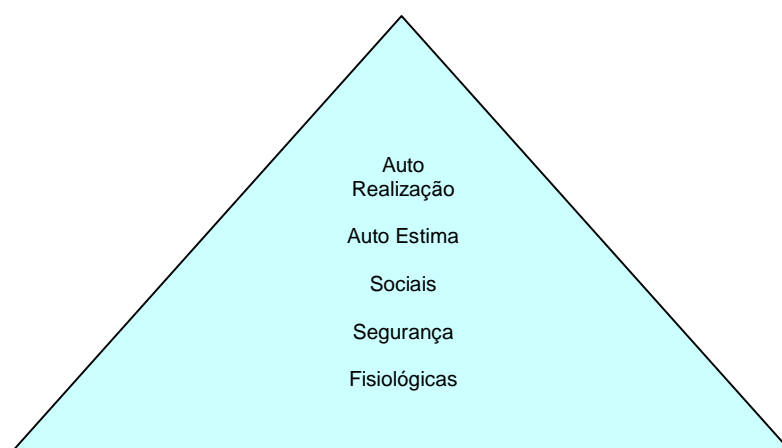 Auto
Realização
Auto Estima
Sociais
Segurança
Fisiológicas